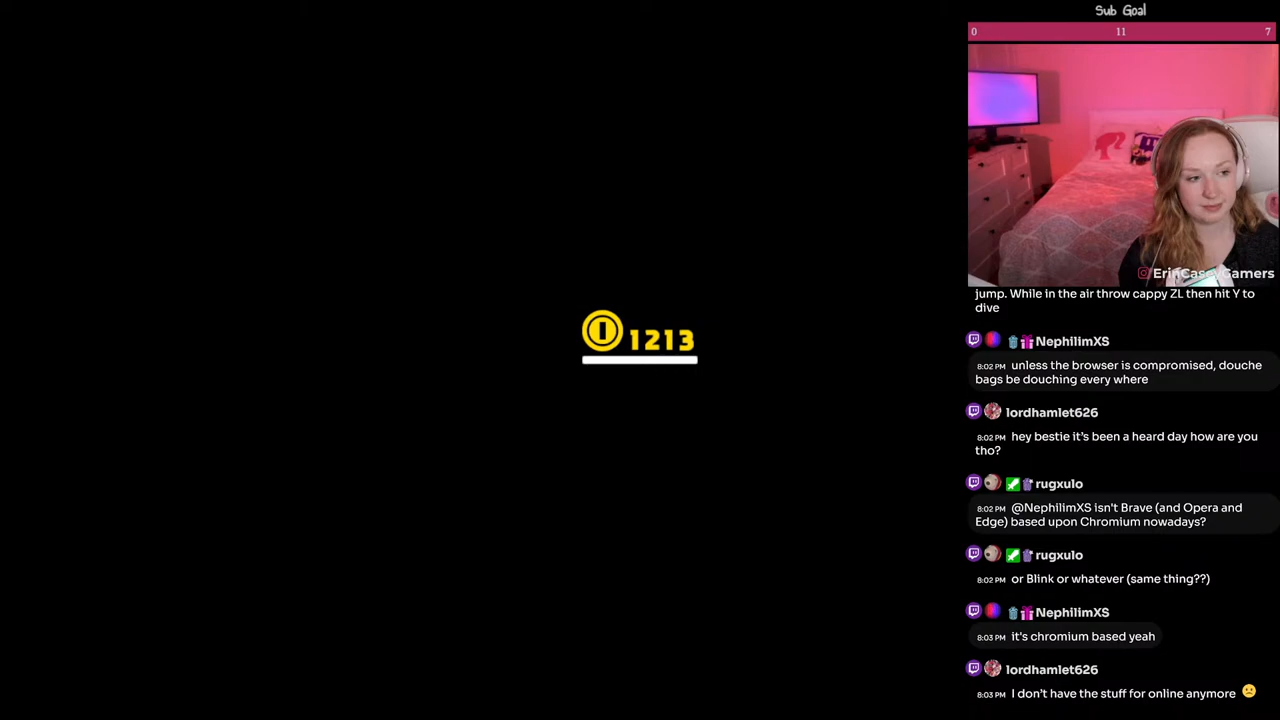 Sub Goal
0 11 7
1213
ErinCaseyGamers
jump. While in the air throw cappy ZL then hit Y to
dive
NephilimXS
8:02 PM unless the browser is compromised, douche
bags be douching every where
lordhamlet626
8:02 PM hey bestie it's been a heard day how are you
tho?
rugxulo
8:02 PM @NephilimXS isn't Brave (and Opera and
Edge) based upon Chromium nowadays?
rugxulo
8:02 PM or Blink or whatever (same thing??)
NephilimXS
8:03 PM it's chromium based yeah
lordhamlet626
8:03 PM I don't have the stuff for online anymore